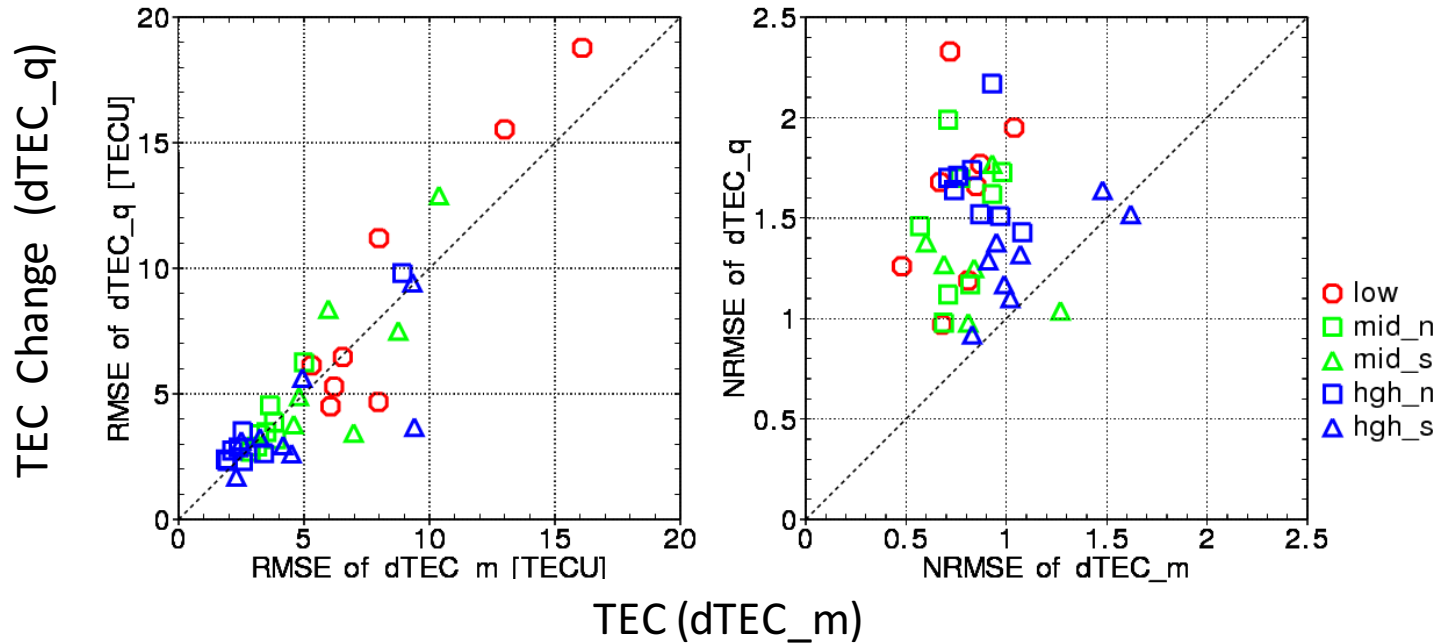 TEC Change (dTEC_q)
RMSE of dTEC_q [TECU]
20
15
10
5
0
0 5 10 15 20
RMSE of dTEC m [TECU]
NRMSE of dTEC_q
2.5
2
1.5
1
0.5
0
0 0.5 1 1.5 2 2.5
NRMSE of dTEC_m
low
mid_n
mid_s
hgh_n
hgh_s
TEC (dTEC_m)